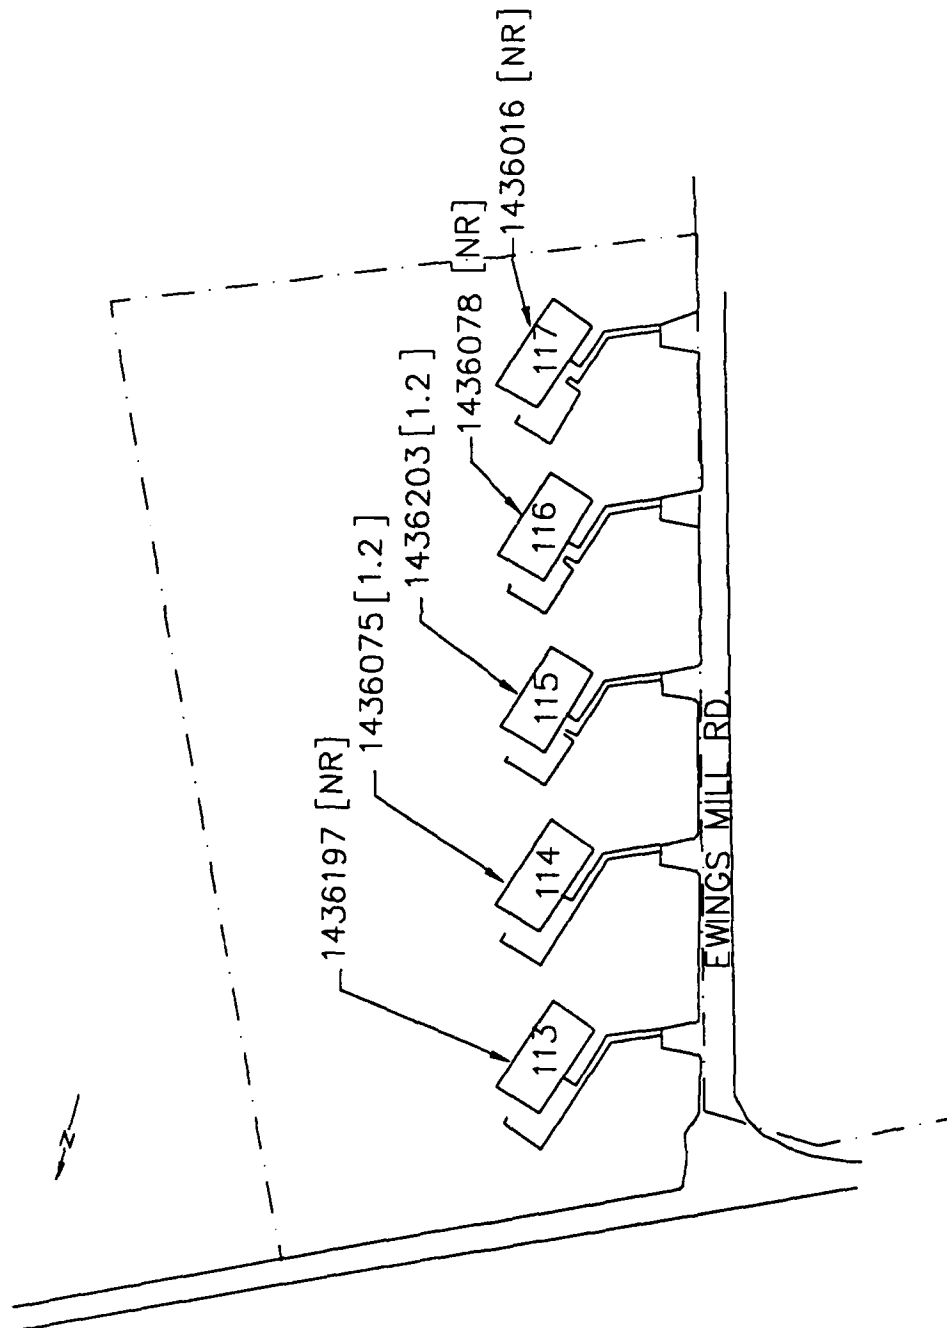 1436197 [NR]
1436075 [1.2]
1436203 [1.2]
1436078 [NR]
1436016 [NR]
113
114
115
116
117
EWINGS MILL RD.
N